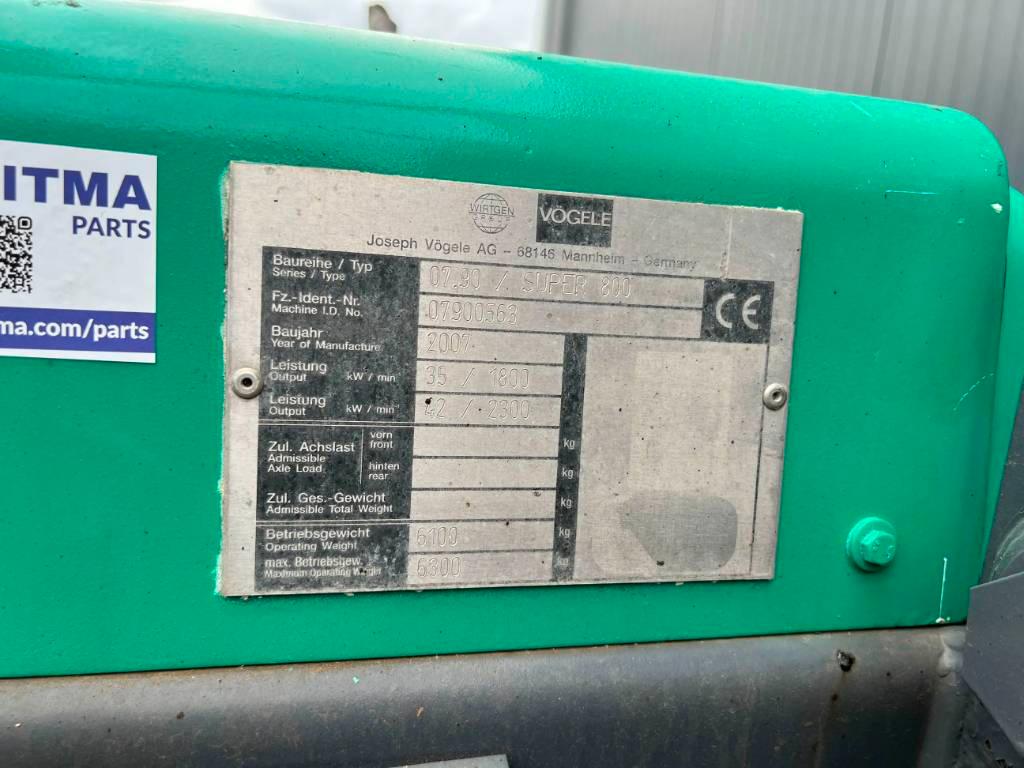 ITMA
PARTS
ma.com/parts
WIRTGEN
GROUP
VÖGELE
Joseph Vögele AG – 68146 Mannheim – Germany
Baureihe / Typ
Series / Type
07.90 / SUPER 800
Fz.-Ident.-Nr.
Machine I.D. No.
07900563
CE
Baujahr
Year of Manufacture
2007
Leistung
Output kW / min
35 / 1800
Leistung
Output kW / min
42 / 2300
Zul. Achslast
Admissible
Axle Load
vorn
front
kg
hinten
rear
kg
Zul. Ges.-Gewicht
Admissible Total Weight
kg
Betriebsgewicht
Operating Weight
6100 kg
max. Betriebsgew.
Maximum Operating Weight
6300 kg